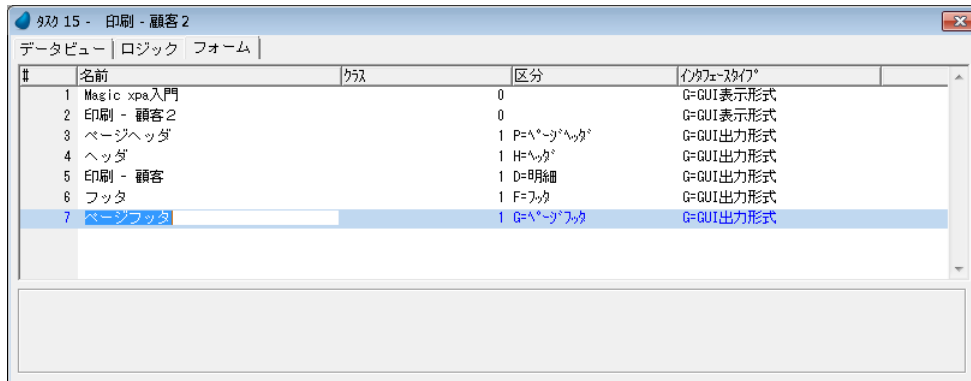 ﾀｽｸ 15 - 印刷 - 顧客２
データビュー ロジック フォーム
# 名前 ｸﾗｽ 区分 ｲﾝﾀﾌｪｰｽﾀｲﾌﾟ
1 Magic xpa入門 0 G=GUI表示形式
2 印刷 - 顧客２ 0 G=GUI表示形式
3 ページヘッダ 1 P=ﾍﾟｰｼﾞﾍｯﾀﾞ G=GUI出力形式
4 ヘッダ 1 H=ﾍｯﾀﾞ G=GUI出力形式
5 印刷 - 顧客 1 D=明細 G=GUI出力形式
6 フッタ 1 F=ﾌｯﾀ G=GUI出力形式
7 ページフッタ 1 G=ﾍﾟｰｼﾞﾌｯﾀ G=GUI出力形式